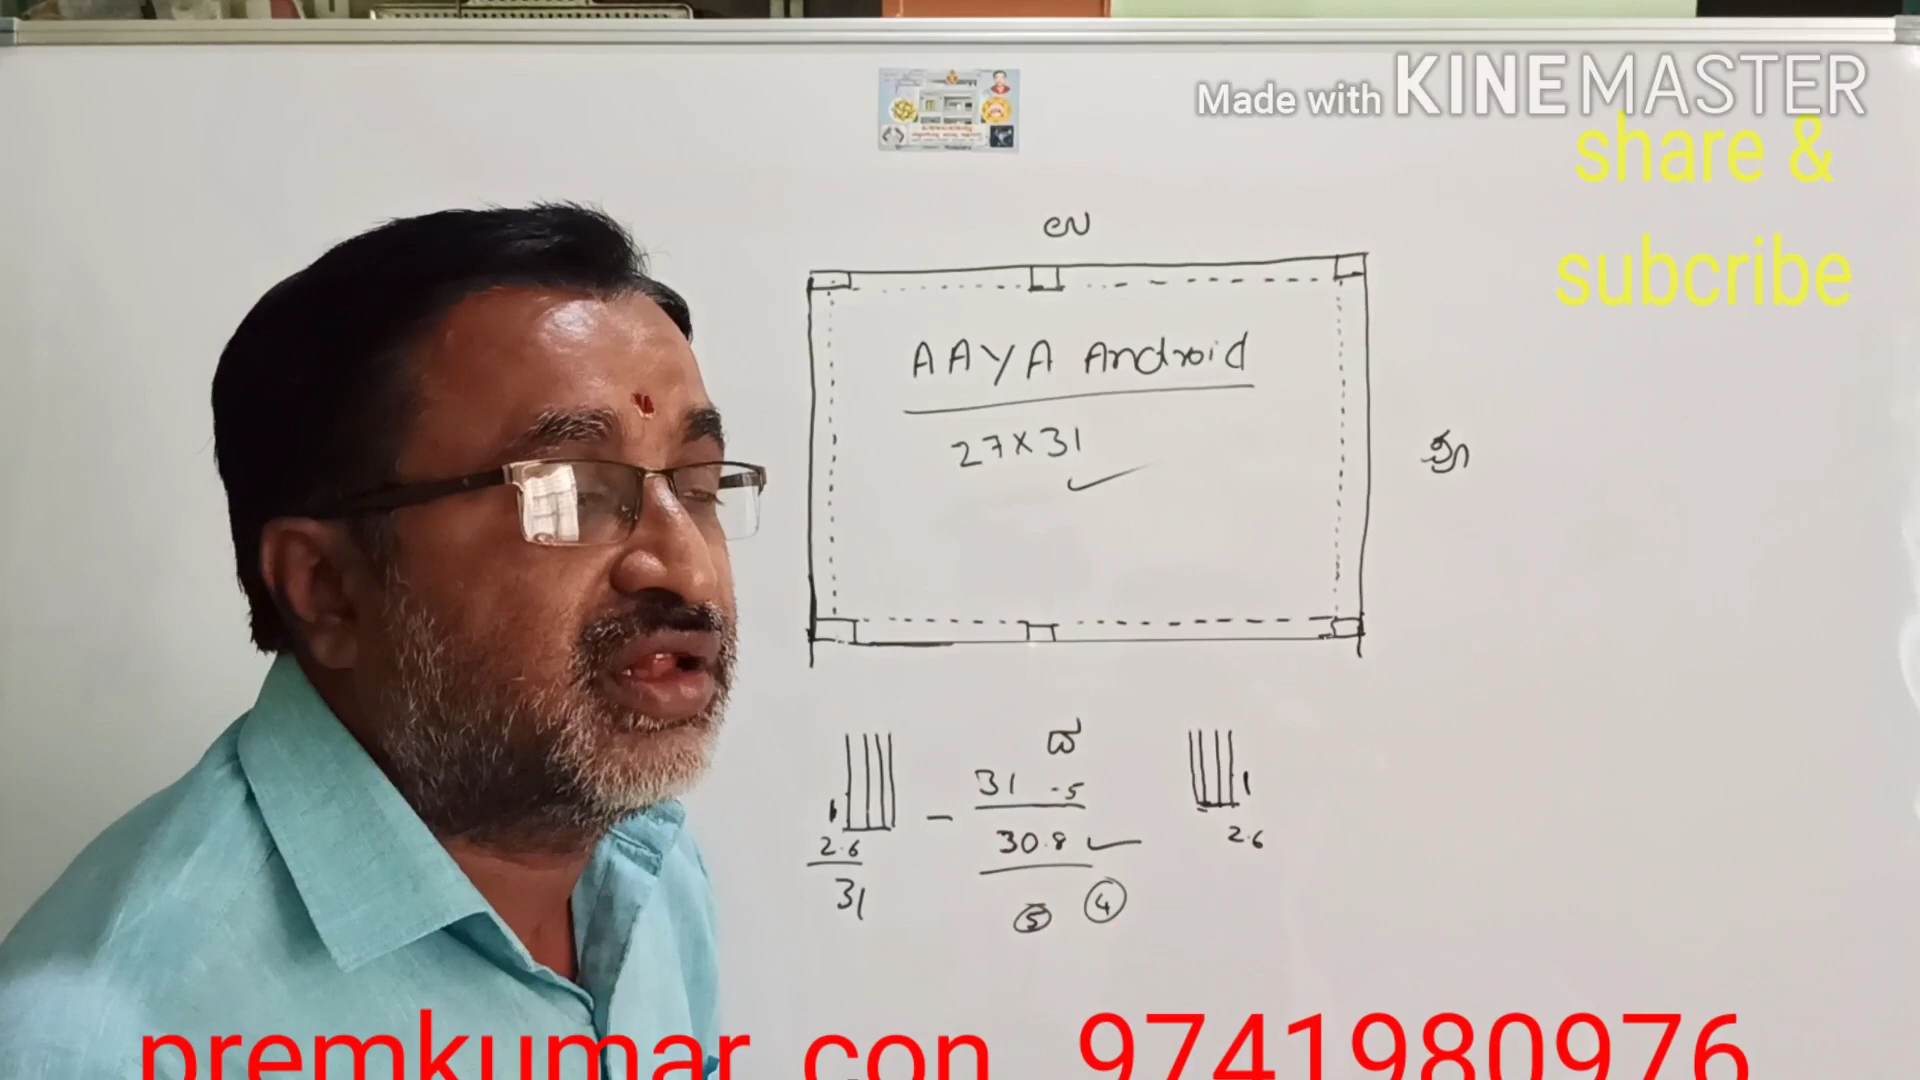 Made with KINEMASTER
share &
subcribe
ಉ
AAYA Android
27x31
ಪೂ
ದ
31 -5
2.6
30.8
2.6
31
5
4
premkumar con 9741980976